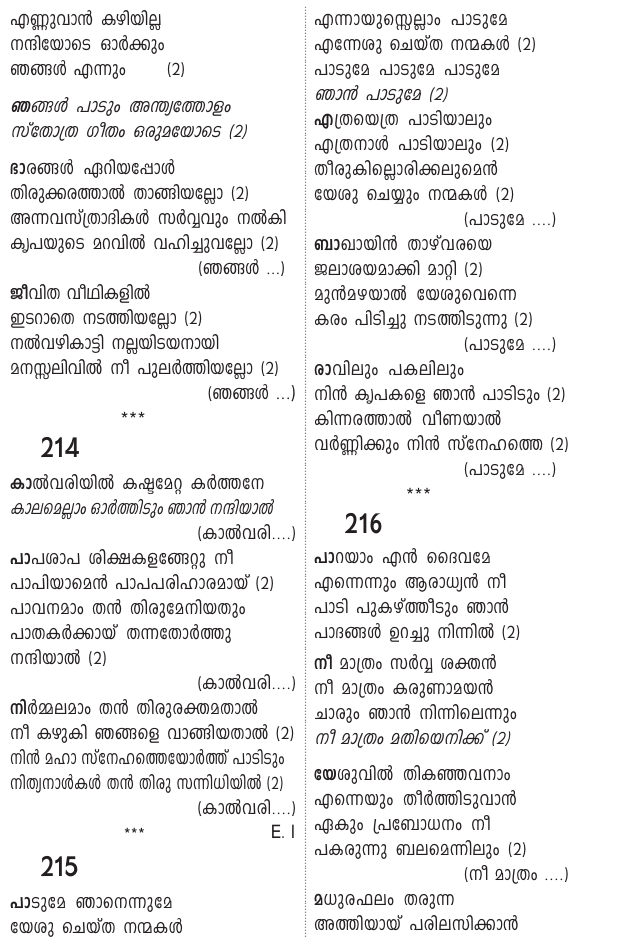 എണ്ണുവാൻ കഴിയില്ല
നന്ദിയോടെ ഓർക്കും
ഞങ്ങൾ എന്നും (2)
ഞങ്ങൾ പാടും അന്ത്യത്തോളം
സ്തോത്ര ഗീതം ഒരുമയോടെ (2)
ഭാരങ്ങൾ ഏറിയപ്പോൾ
തിരുക്കരത്താൽ താങ്ങിയല്ലോ (2)
അന്നവസ്ത്രാദികൾ സർവ്വവും നൽകി
കൃപയുടെ മറവിൽ വഹിച്ചുവല്ലോ (2)
(ഞങ്ങൾ ...)
ജീവിത വീഥികളിൽ
ഇടറാതെ നടത്തിയല്ലോ (2)
നൽവഴികാട്ടി നല്ലയിടയനായി
മനസ്സലിവിൽ നീ പുലർത്തിയല്ലോ (2)
(ഞങ്ങൾ ...)
***
214
കാൽവരിയിൽ കഷ്ടമേറ്റ കർത്തനേ
കാലമെല്ലാം ഓർത്തിടും ഞാൻ നന്ദിയാൽ
(കാൽവരി....)
പാപശാപ ശിക്ഷകളങ്ങേറ്റു നീ
പാപിയാമെൻ പാപപരിഹാരമായ് (2)
പാവനമാം തൻ തിരുമേനിയതും
പാതകർക്കായ് തന്നതോർത്തു
നന്ദിയാൽ (2)
(കാൽവരി....)
നിർമ്മലമാം തൻ തിരുരക്തമതാൽ
നീ കഴുകി ഞങ്ങളെ വാങ്ങിയതാൽ (2)
നിൻ മഹാ സ്നേഹത്തെയോർത്ത് പാടിടും
നിത്യനാൾകൾ തൻ തിരു സന്നിധിയിൽ (2)
(കാൽവരി....)
*** E. I
215
പാടുമേ ഞാനെന്നുമേ
യേശു ചെയ്ത നന്മകൾ
എന്നായുസ്സെല്ലാം പാടുമേ
എന്നേശു ചെയ്ത നന്മകൾ (2)
പാടുമേ പാടുമേ പാടുമേ
ഞാൻ പാടുമേ (2)
എത്രയെത്ര പാടിയാലും
എത്രനാൾ പാടിയാലും (2)
തീരുകില്ലൊരിക്കലുമെൻ
യേശു ചെയ്യും നന്മകൾ (2)
(പാടുമേ ....)
ബാഖായിൻ താഴ്‌വരയെ
ജലാശയമാക്കി മാറ്റി (2)
മുൻമഴയാൽ യേശുവെന്നെ
കരം പിടിച്ചു നടത്തിടുന്നു (2)
(പാടുമേ ....)
രാവിലും പകലിലും
നിൻ കൃപകളെ ഞാൻ പാടിടും (2)
കിന്നരത്താൽ വീണയാൽ
വർണ്ണിക്കും നിൻ സ്നേഹത്തെ (2)
(പാടുമേ ....)
***
216
പാറയാം എൻ ദൈവമേ
എന്നെന്നും ആരാധ്യൻ നീ
പാടി പുകഴ്ത്തീടും ഞാൻ
പാദങ്ങൾ ഉറച്ചു നിന്നിൽ (2)
നീ മാത്രം സർവ്വ ശക്തൻ
നീ മാത്രം കരുണാമയൻ
ചാരും ഞാൻ നിന്നിലെന്നും
നീ മാത്രം മതിയെനിക്ക് (2)
യേശുവിൽ തികഞ്ഞവനാം
എന്നെയും തീർത്തിടുവാൻ
ഏകും പ്രബോധനം നീ
പകരുന്നു ബലമെന്നിലും (2)
(നീ മാത്രം ....)
മധുരഫലം തരുന്ന
അത്തിയായ് പരിലസിക്കാൻ